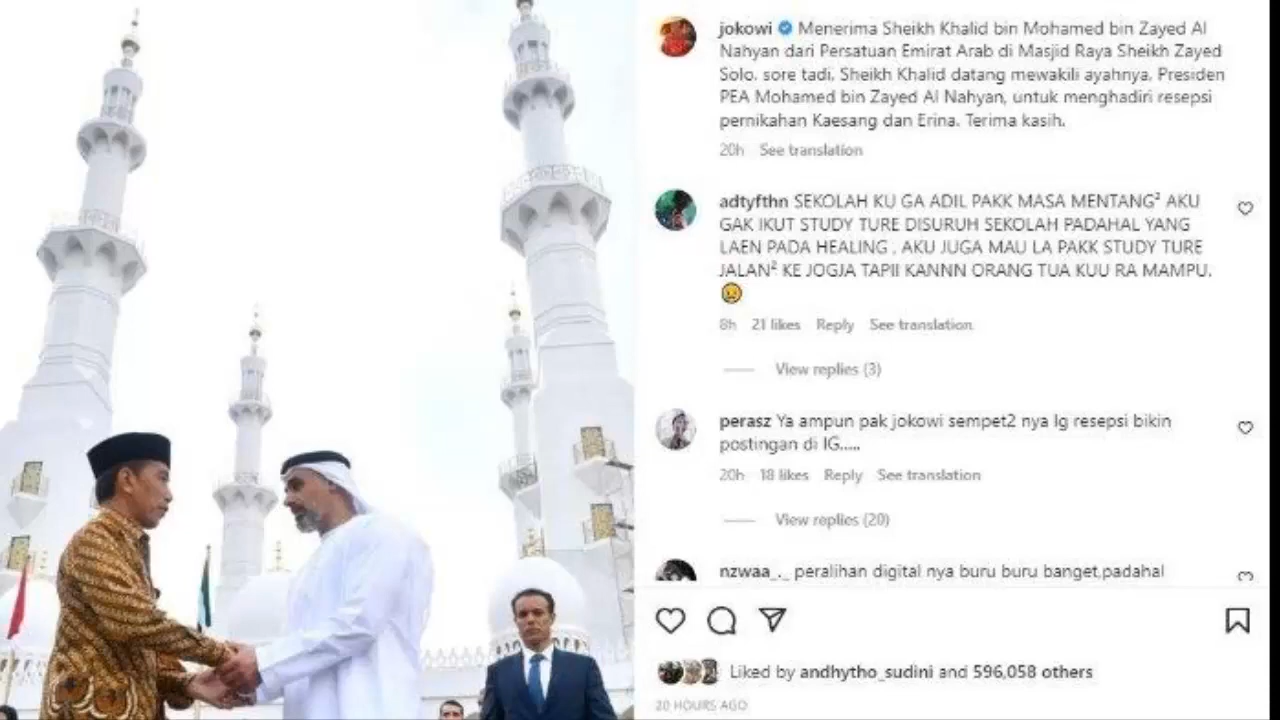 jokowi Menerima Sheikh Khalid bin Mohamed bin Zayed Al
Nahyan dari Persatuan Emirat Arab di Masjid Raya Sheikh Zayed
Solo, sore tadi. Sheikh Khalid datang mewakili ayahnya, Presiden
PEA Mohamed bin Zayed Al Nahyan, untuk menghadiri resepsi
pernikahan Kaesang dan Erina. Terima kasih.
20h See translation
adtyfthn SEKOLAH KU GA ADIL PAKK MASA MENTANG² AKU
GAK IKUT STUDY TURE DISURUH SEKOLAH PADAHAL YANG
LAEN PADA HEALING , AKU JUGA MAU LA PAKK STUDY TURE
JALAN² KE JOGJA TAPII KANNN ORANG TUA KUU RA MAMPU.
😢
8h 21 likes Reply See translation
View replies (3)
perasz Ya ampun pak jokowi sempet2 nya lg resepsi bikin
postingan di IG.....
20h 18 likes Reply See translation
View replies (20)
nzwaa_._ peralihan digital nya buru buru banget,padahal
Liked by andhytho_sudini and 596,058 others
20 HOURS AGO